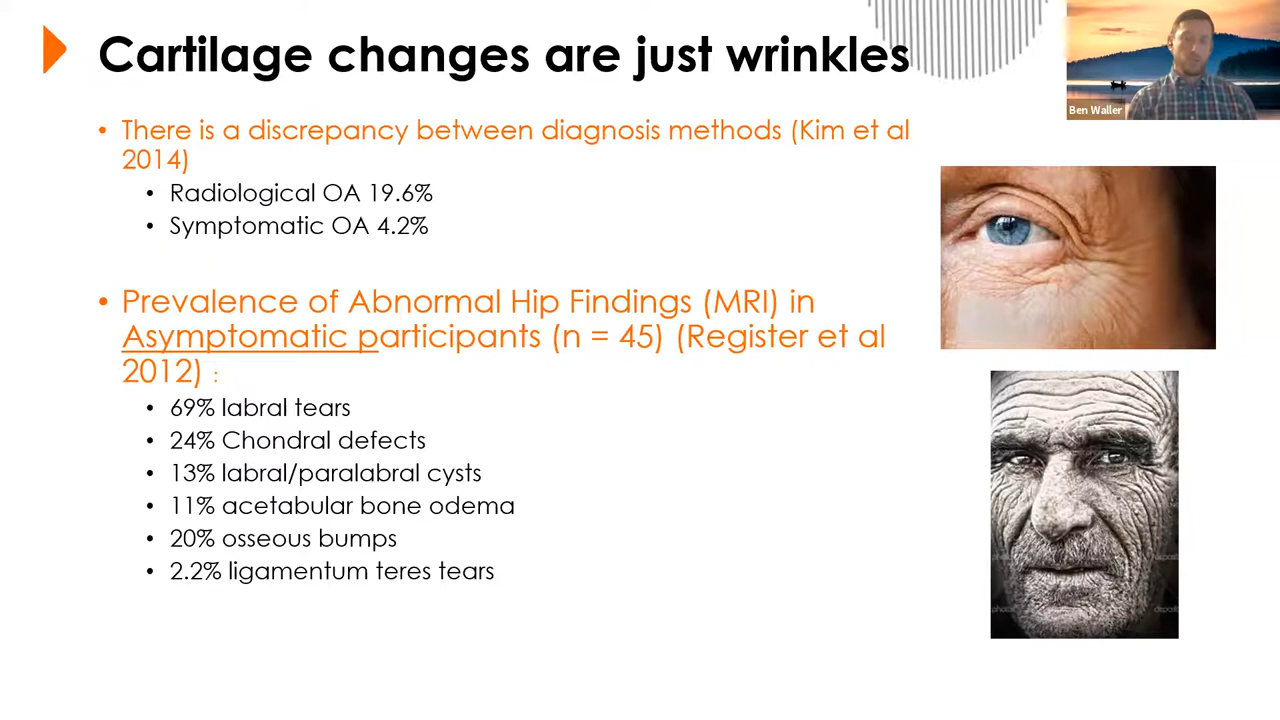 Cartilage changes are just wrinkles
Ben Waller
• There is a discrepancy between diagnosis methods (Kim et al
2014)
• Radiological OA 19.6%
• Symptomatic OA 4.2%
• Prevalence of Abnormal Hip Findings (MRI) in
Asymptomatic participants (n = 45) (Register et al
2012) :
• 69% labral tears
• 24% Chondral defects
• 13% labral/paralabral cysts
• 11% acetabular bone odema
• 20% osseous bumps
• 2.2% ligamentum teres tears